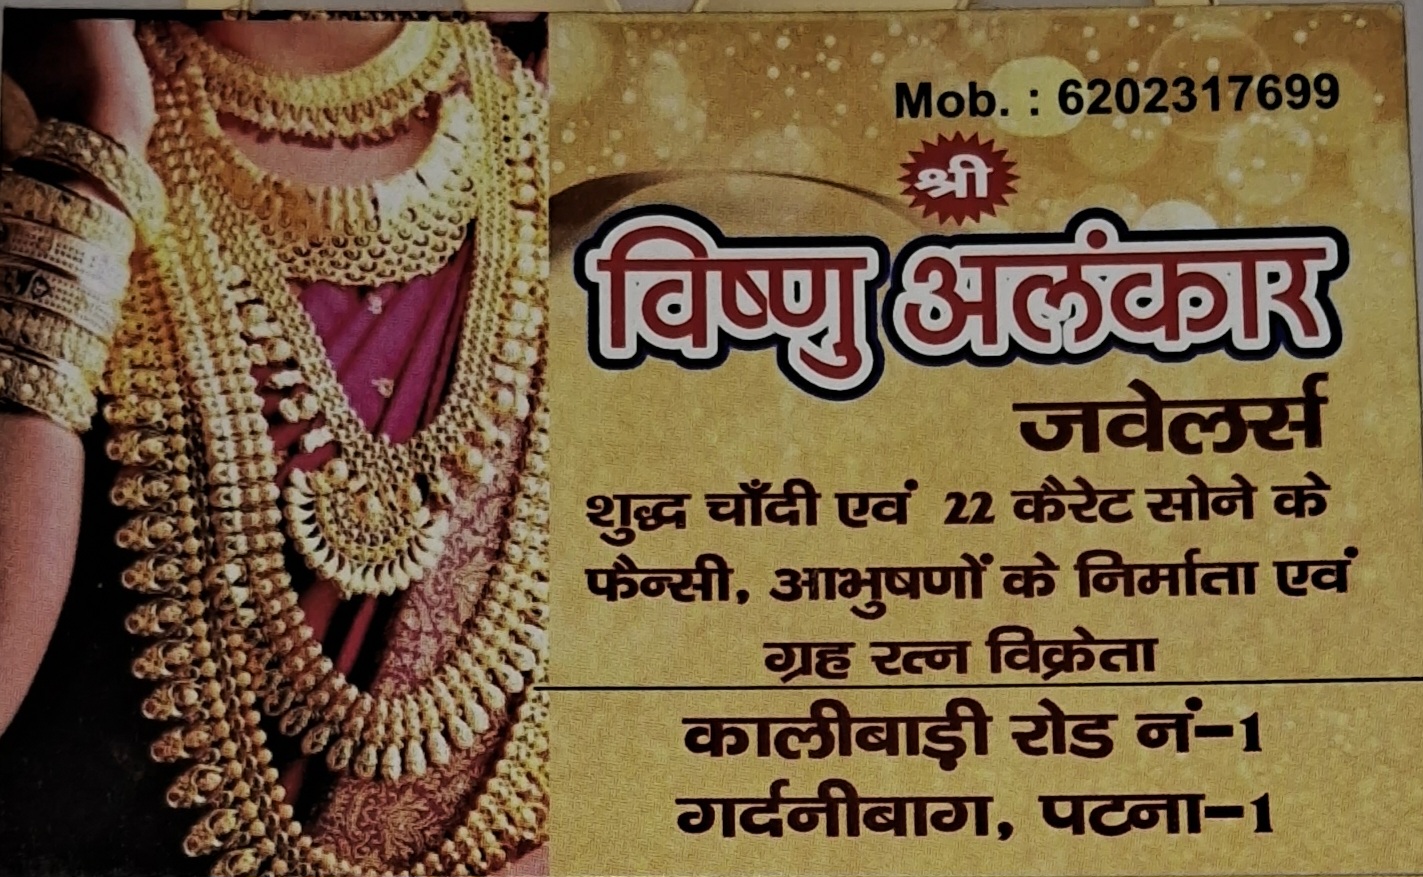 Mob. : 6202317699
श्री
विष्णु अलंकार
जवेलर्स
शुद्ध चाँदी एवं 22 कैरेट सोने के
फैन्सी, आभुषणों के निर्माता एवं
ग्रह रत्न विक्रेता
कालीबाड़ी रोड नं-1
गर्दनीबाग, पटना-1